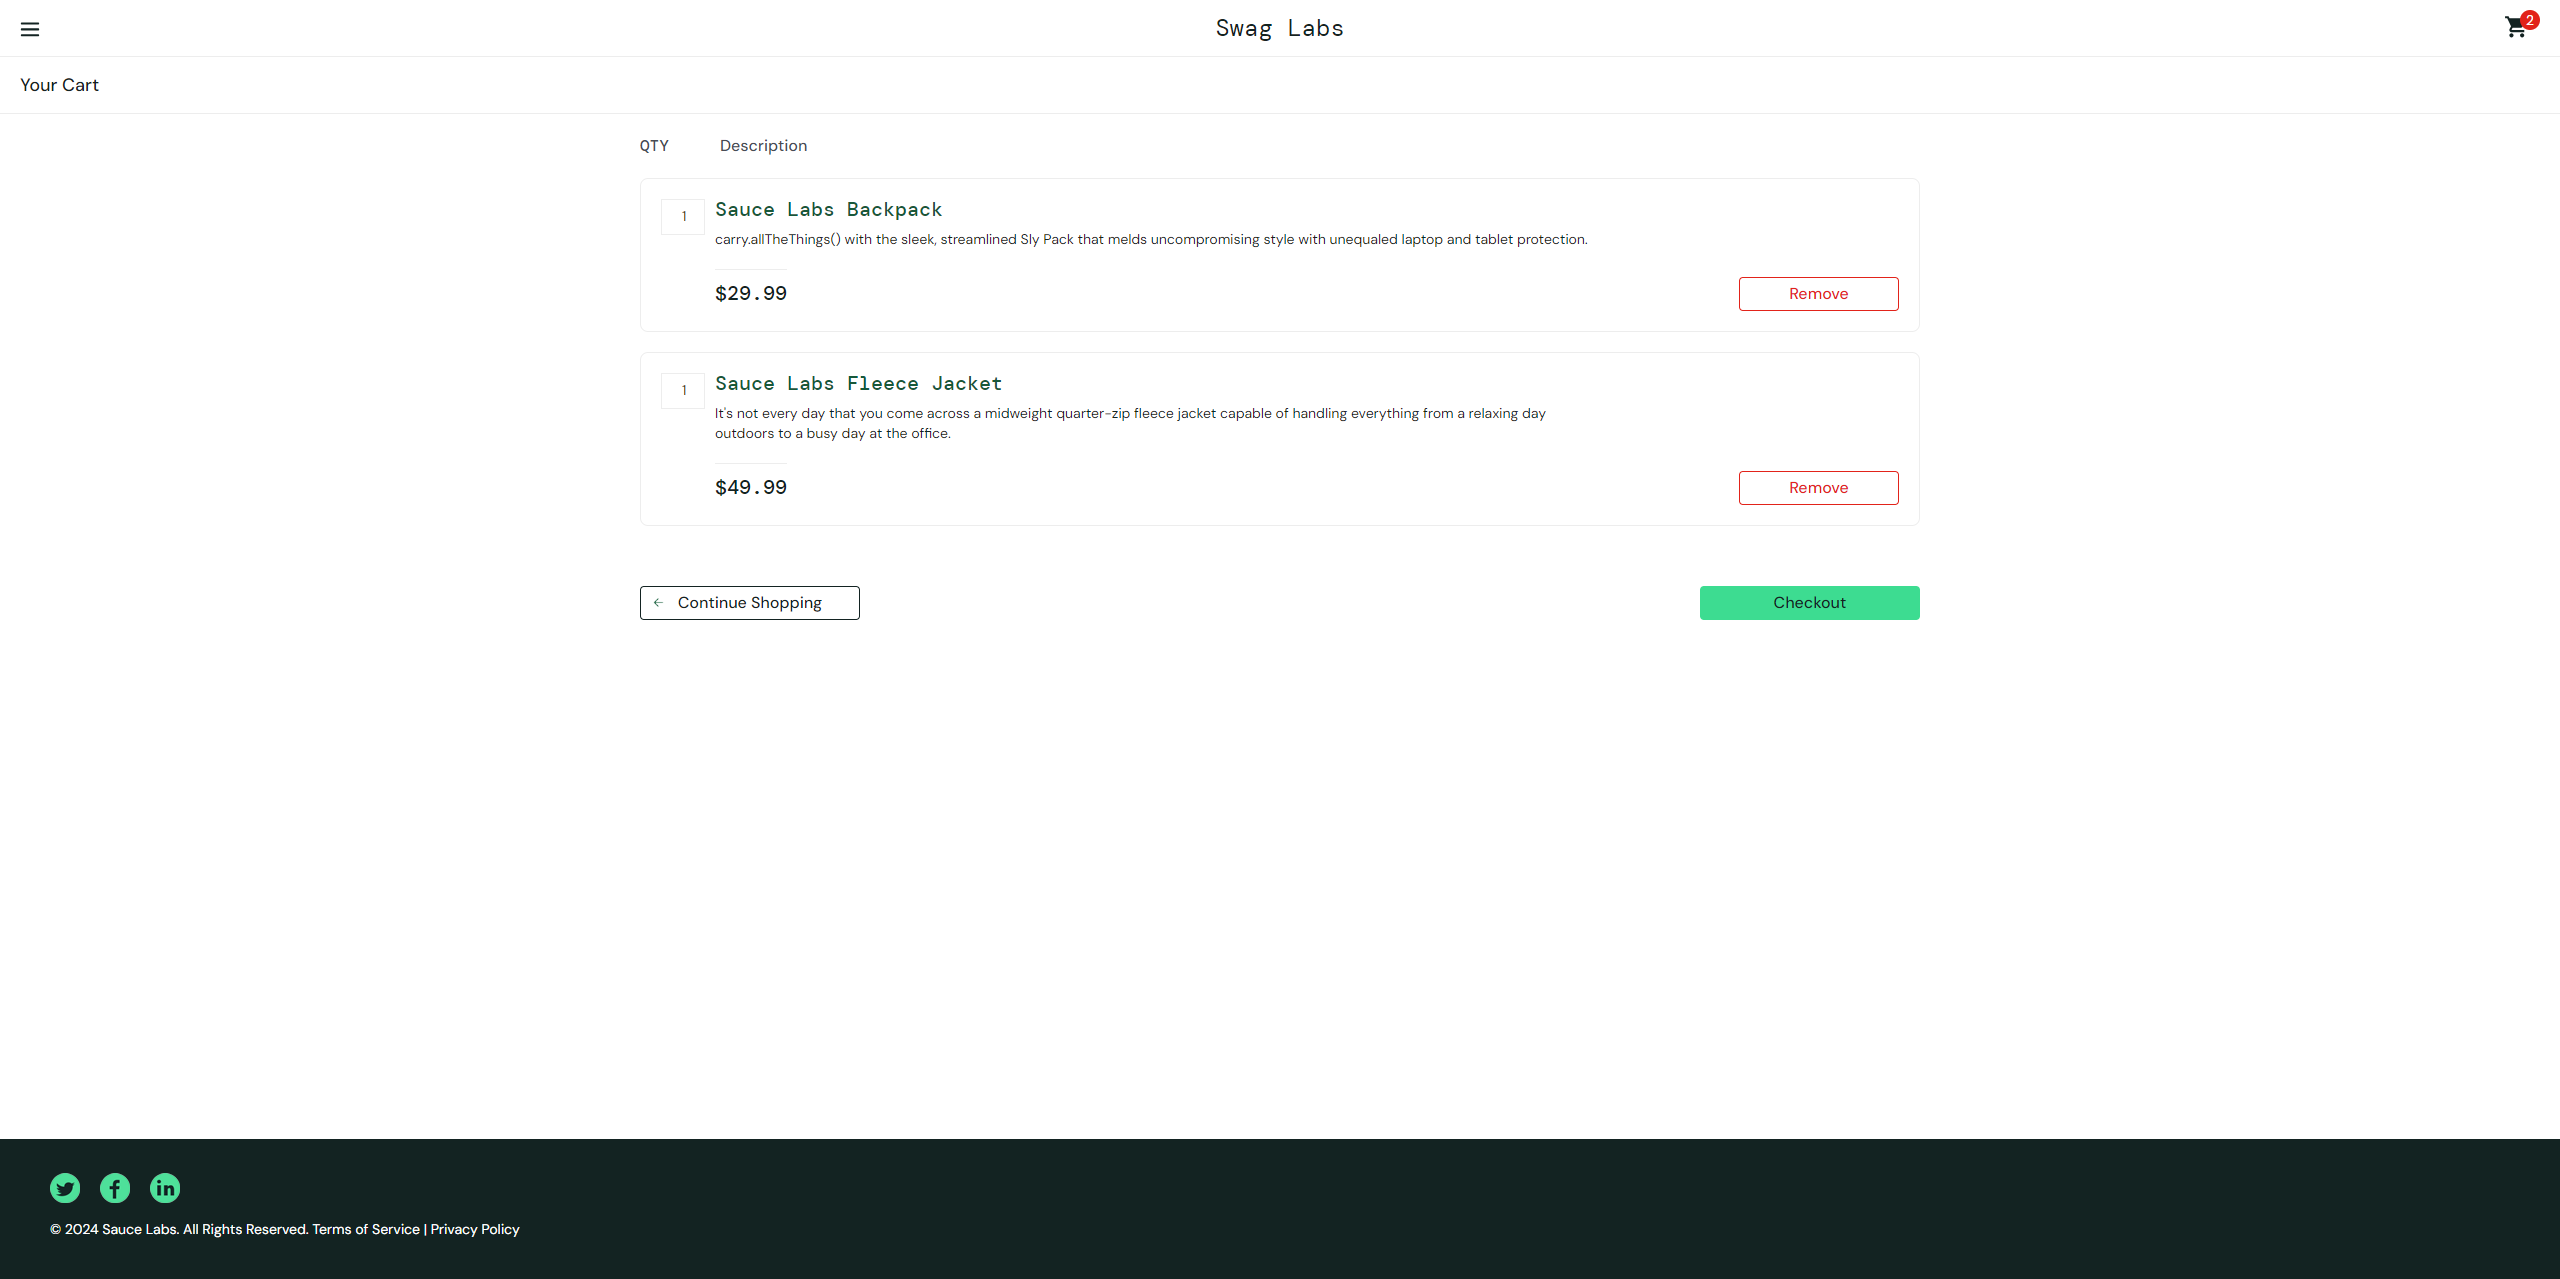 Swag Labs
2
Your Cart
QTY Description
1 Sauce Labs Backpack
carry.allTheThings() with the sleek, streamlined Sly Pack that melds uncompromising style with unequaled laptop and tablet protection.
$29.99 Remove
1 Sauce Labs Fleece Jacket
It's not every day that you come across a midweight quarter-zip fleece jacket capable of handling everything from a relaxing day
outdoors to a busy day at the office.
$49.99 Remove
Continue Shopping Checkout
© 2024 Sauce Labs. All Rights Reserved. Terms of Service | Privacy Policy